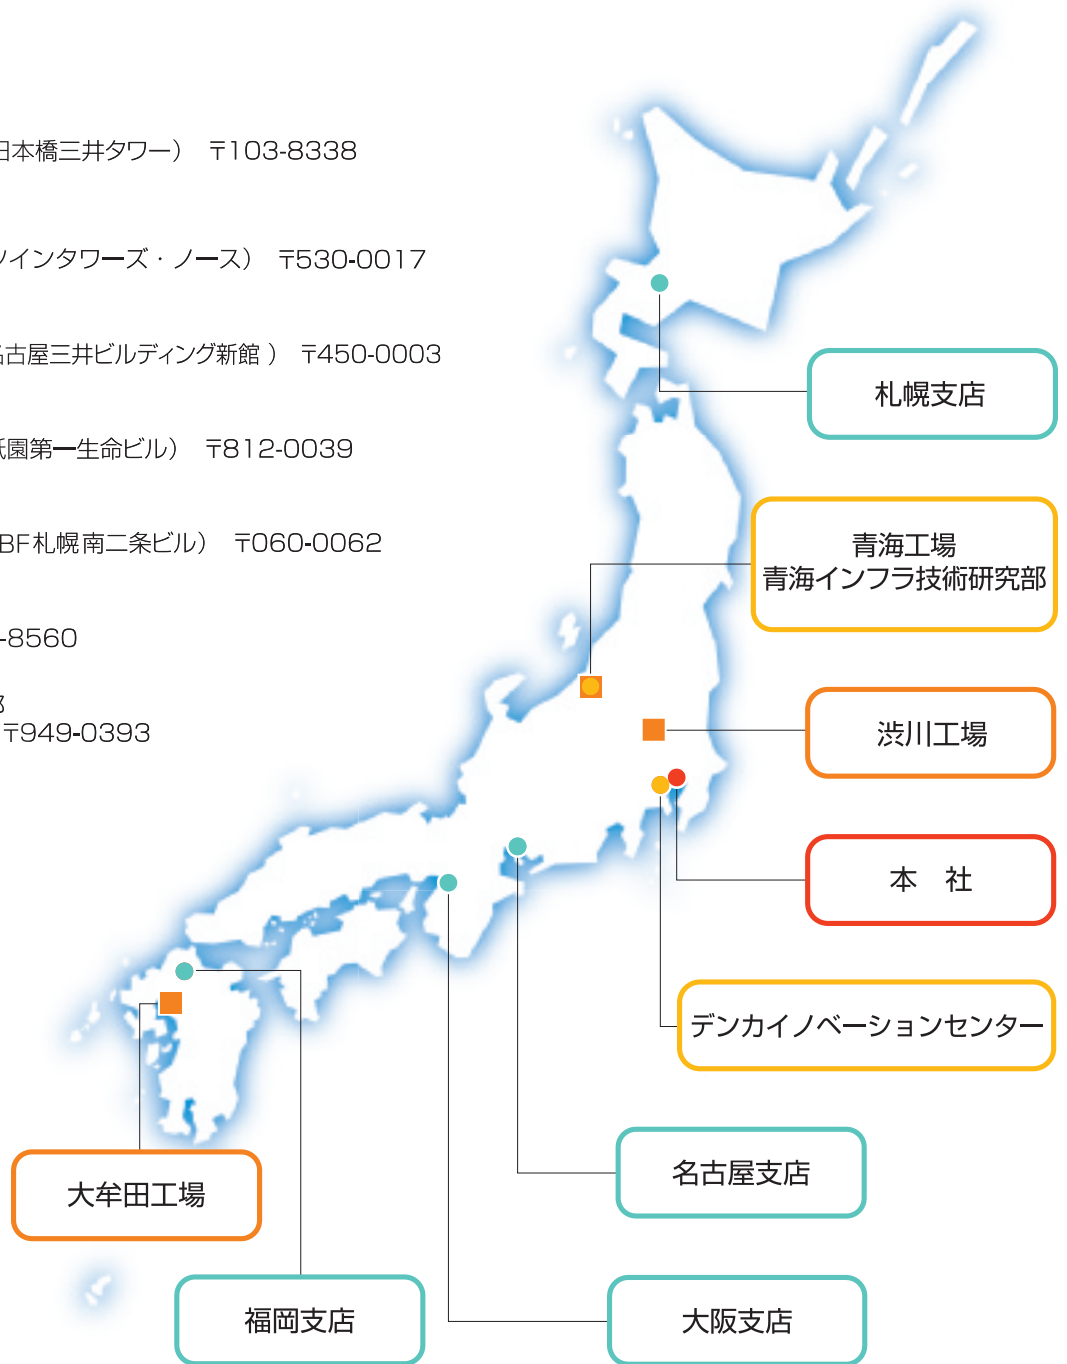 日本橋三井タワー） 〒103-8338
ツインタワーズ・ノース） 〒530-0017
名古屋三井ビルディング新館 ） 〒450-0003
祇園第一生命ビル） 〒812-0039
BF札幌南二条ビル） 〒060-0062
-8560
部
〒949-0393
札幌支店
青海工場
青海インフラ技術研究部
渋川工場
本 社
デンカイノベーションセンター
名古屋支店
大牟田工場
福岡支店
大阪支店